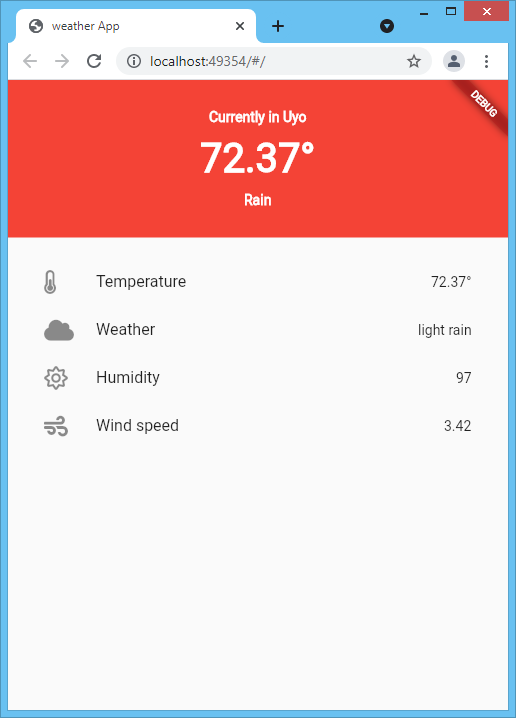 weather App
localhost:49354/#/
DEBUG
Currently in Uyo
72.37°
Rain
Temperature 72.37°
Weather light rain
Humidity 97
Wind speed 3.42